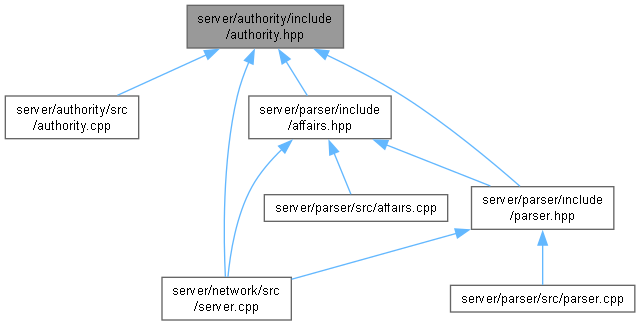 server/authority/include
/authority.hpp
server/authority/src
/authority.cpp
server/parser/include
/affairs.hpp
server/parser/src/affairs.cpp
server/parser/include
/parser.hpp
server/network/src
/server.cpp
server/parser/src/parser.cpp